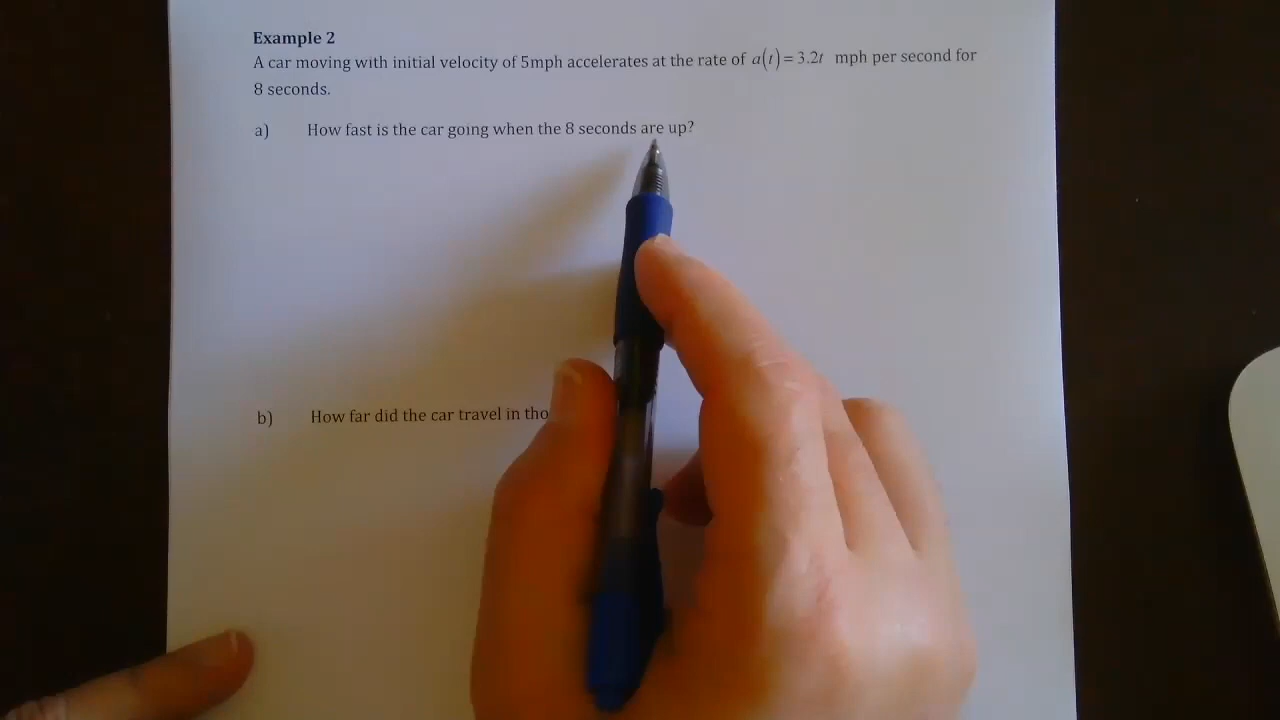 Example 2
A car moving with initial velocity of 5mph accelerates at the rate of a(t) = 3.2t mph per second for
8 seconds.
a) How fast is the car going when the 8 seconds are up?
b) How far did the car travel in tho